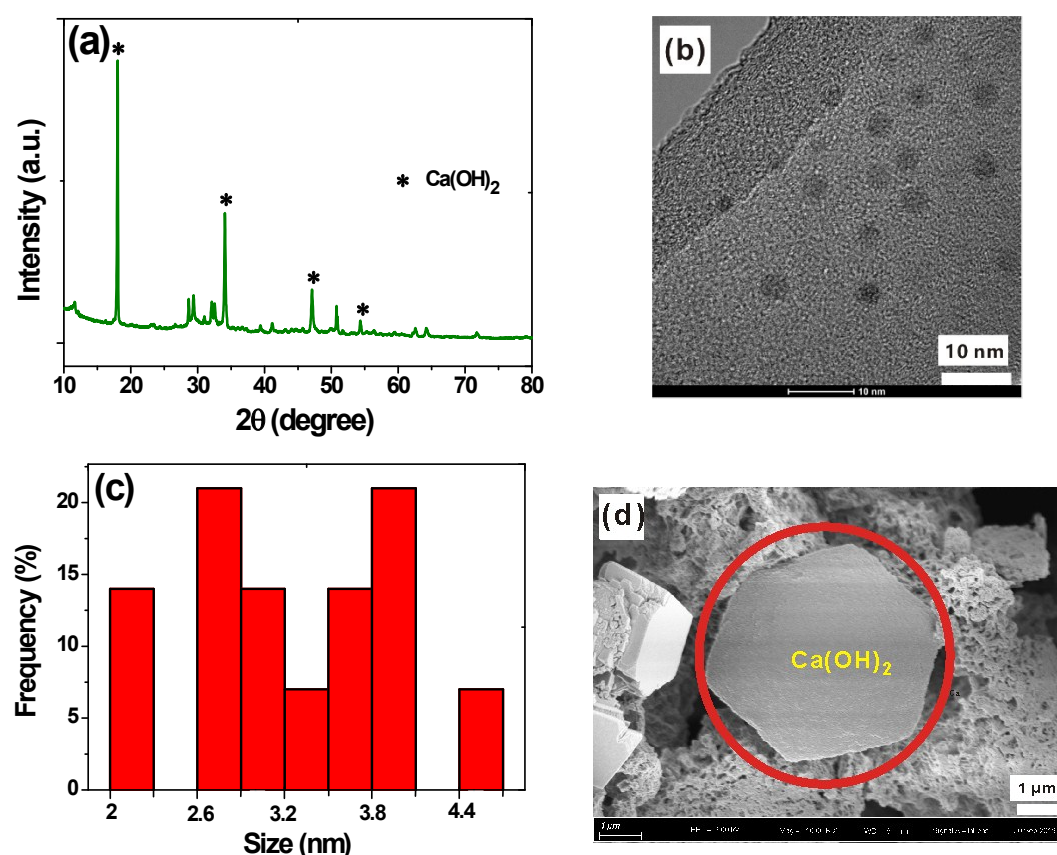 (a)
*
*
*
*
* Ca(OH)2
Intensity (a.u.)
10 20 30 40 50 60 70 80
2θ (degree)
(b)
10 nm
10 nm
(c)
20
15
10
5
0
Frequency (%)
2 2.6 3.2 3.8 4.4
Size (nm)
(d)
Ca(OH)2
1 µm
1 µm